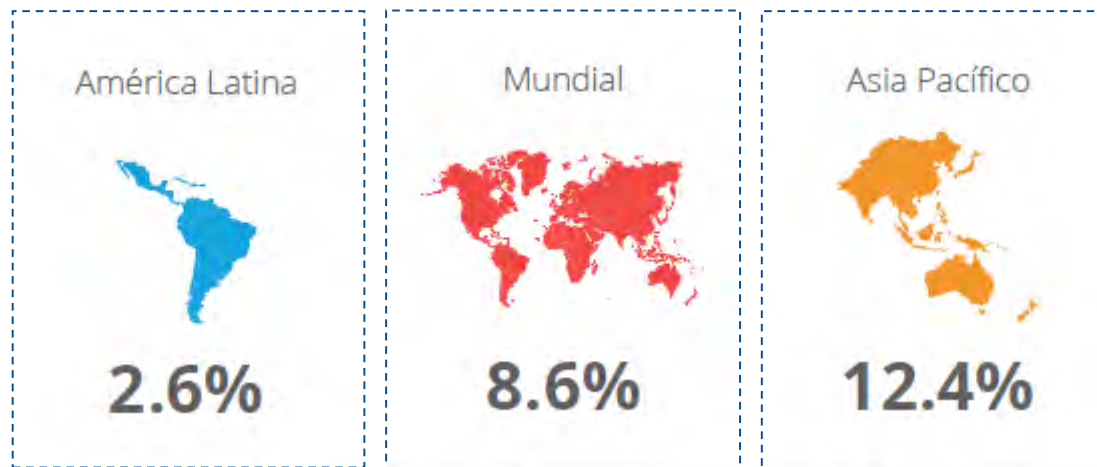 América Latina
2.6%
Mundial
8.6%
Asia Pacífico
12.4%